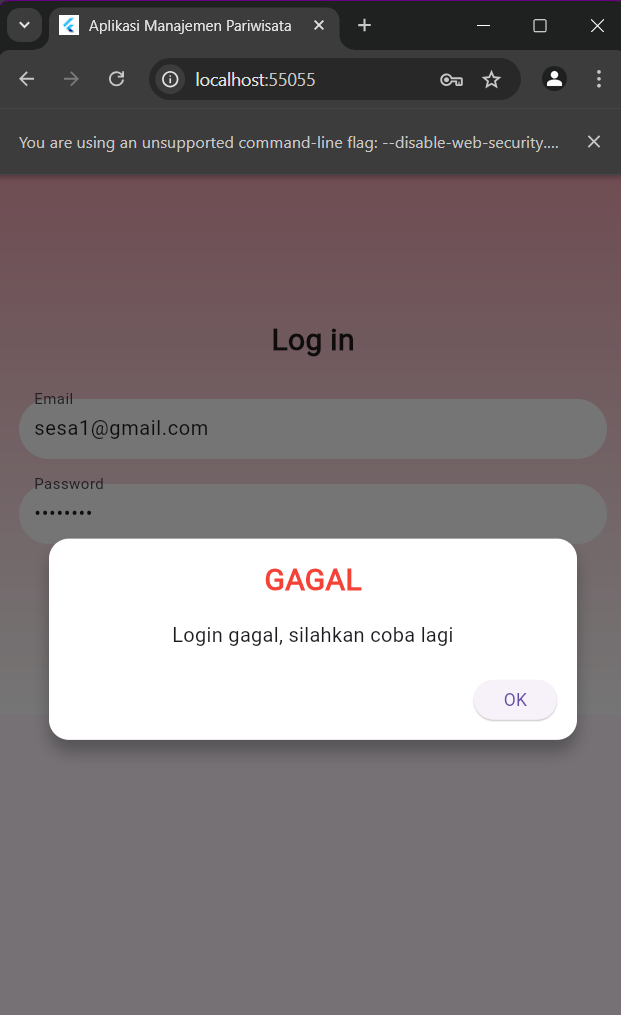 Aplikasi Manajemen Pariwisata
localhost:55055
You are using an unsupported command-line flag: --disable-web-security....
Log in
Email
sesa1@gmail.com
Password
••••••••
GAGAL
Login gagal, silahkan coba lagi
OK